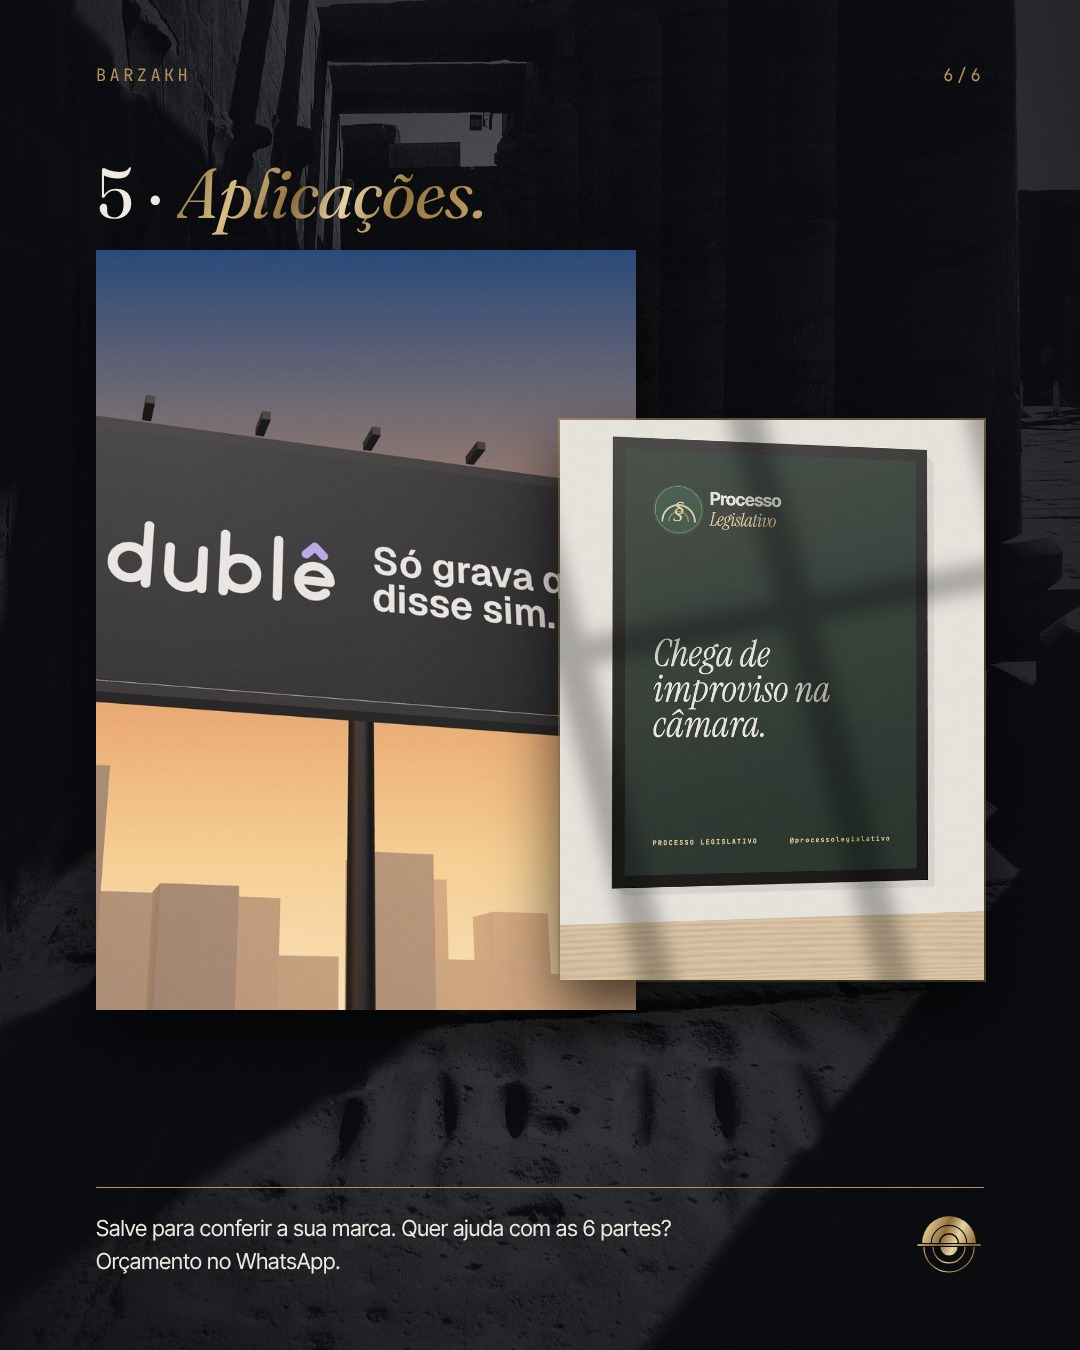 BARZAKH
6/6
5 · Aplicações.
dublê
Só grava
disse sim.
Processo
Legislativo
Chega de
improviso na
câmara.
PROCESSO LEGISLATIVO
@processolegislativo
Salve para conferir a sua marca. Quer ajuda com as 6 partes?
Orçamento no WhatsApp.